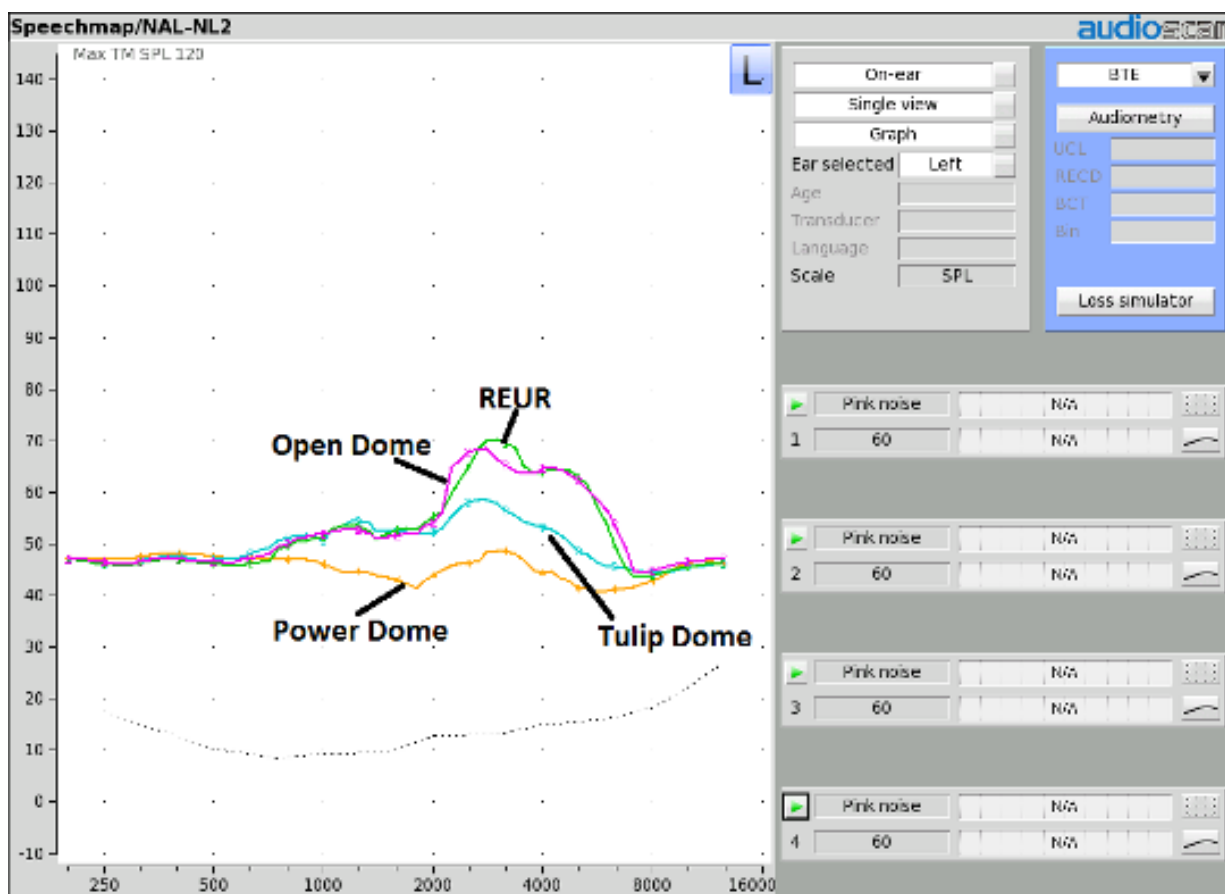 Speechmap/NAL-NL2
audioscan
Max TM SPL 120
L
140
130
120
110
100
90
80
70
60
50
40
30
20
10
0
-10
250 500 1000 2000 4000 8000 16000
REUR
Open Dome
Power Dome
Tulip Dome
On-ear
Single view
Graph
Ear selected Left
Age
Transducer
Language
Scale SPL
BTE
Audiometry
UCL
RECD
BCT
Bin
Loss simulator
Pink noise N/A
1 60 N/A
Pink noise N/A
2 60 N/A
Pink noise N/A
3 60 N/A
Pink noise N/A
4 60 N/A